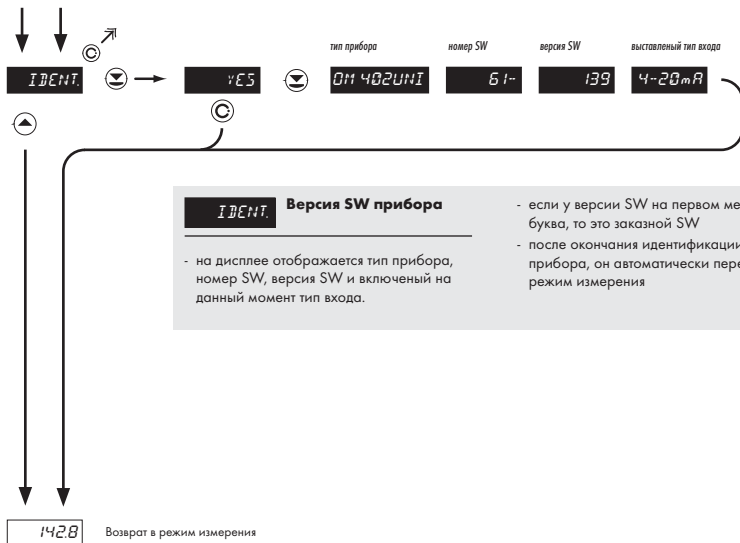 тип прибора номер SW версия SW выставленый тип входа
IDENT. YES OM 402UNI 61- 139 4-20mA
IDENT. Версия SW прибора
- на дисплее отображается тип прибора,
номер SW, версия SW и включеный на
данный момент тип входа.
- если у версии SW на первом ме
буква, то это заказной SW
- после окончания идентификации
прибора, он автоматически пере
режим измерения
142.8 Возврат в режим измерения